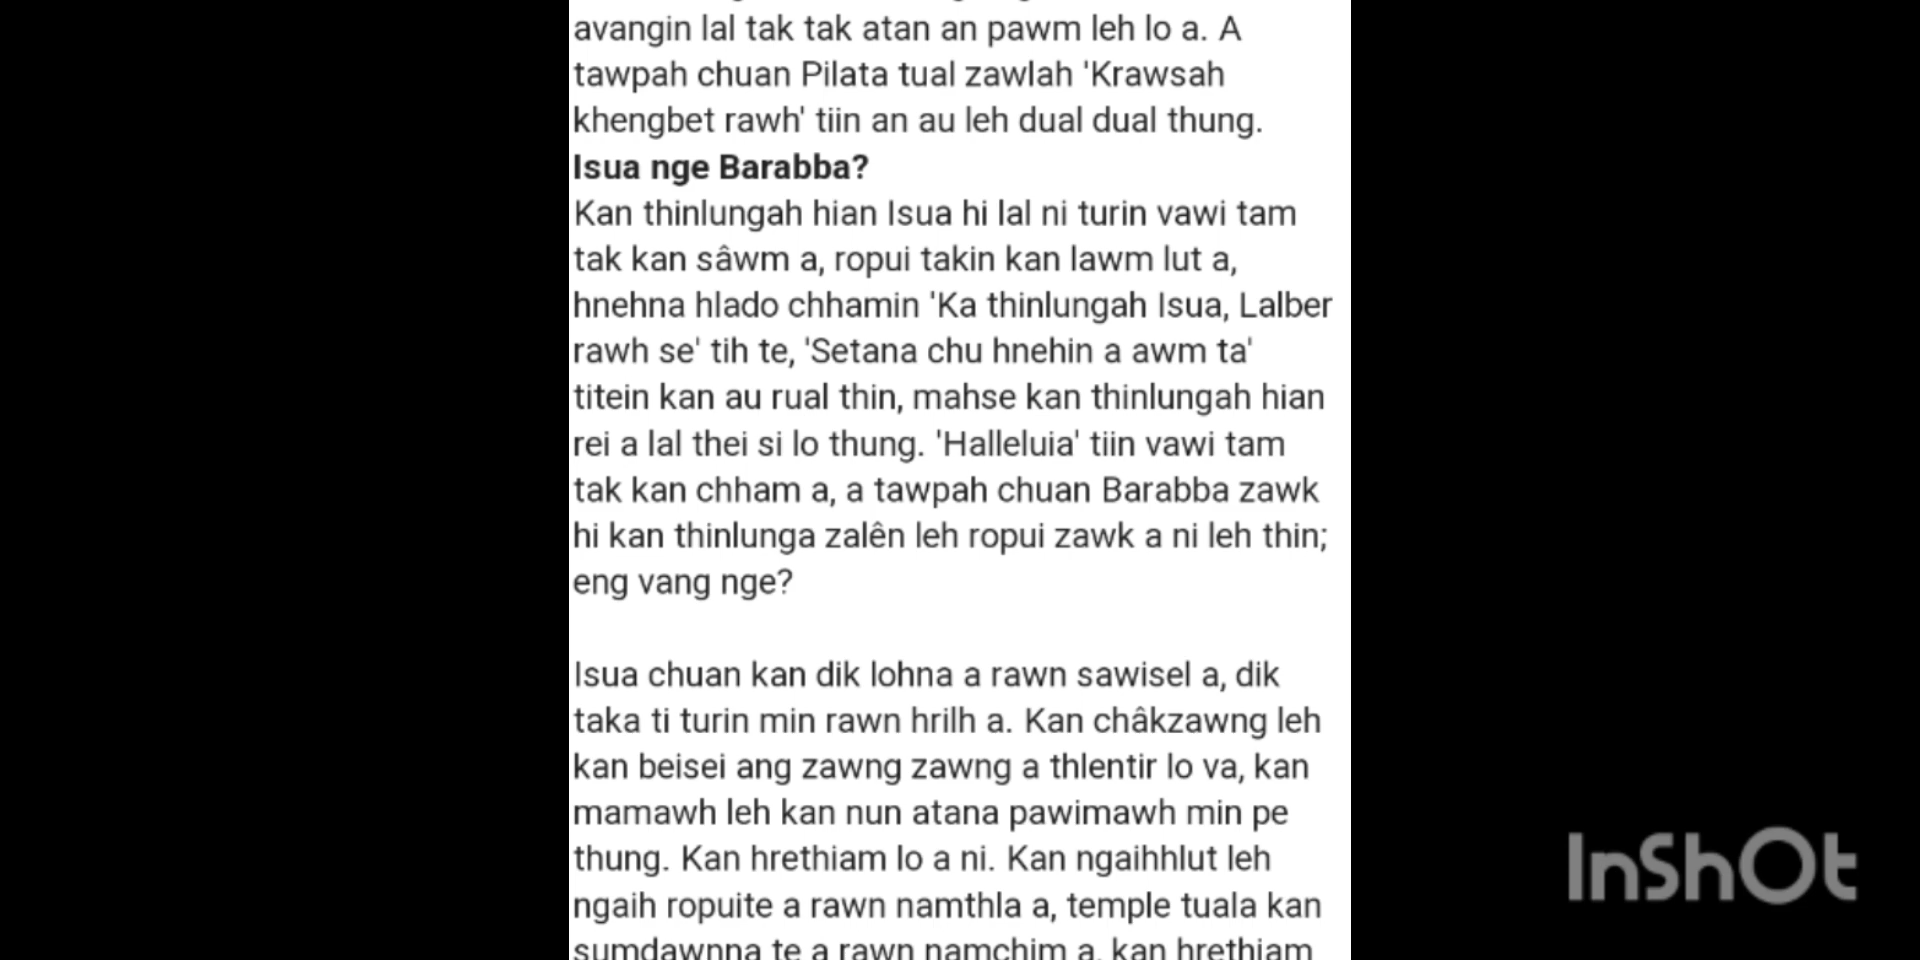 avangin lal tak tak atan an pawm leh lo a. A
tawpah chuan Pilata tual zawlah 'Krawsah
khengbet rawh' tiin an au leh dual dual thung.
Isua nge Barabba?
Kan thinlungah hian Isua hi lal ni turin vawi tam
tak kan sâwm a, ropui takin kan lawm lut a,
hnehna hlado chhamin 'Ka thinlungah Isua, Lalber
rawh se' tih te, 'Setana chu hnehin a awm ta'
titein kan au rual thin, mahse kan thinlungah hian
rei a lal thei si lo thung. 'Halleluia' tiin vawi tam
tak kan chham a, a tawpah chuan Barabba zawk
hi kan thinlunga zalên leh ropui zawk a ni leh thin;
eng vang nge?
Isua chuan kan dik lohna a rawn sawisel a, dik
taka ti turin min rawn hrilh a. Kan châkzawng leh
kan beisei ang zawng zawng a thlentir lo va, kan
mamawh leh kan nun atana pawimawh min pe
thung. Kan hrethiam lo a ni. Kan ngaihhlut leh
ngaih ropuite a rawn namthla a, temple tuala kan
sumdawnna te a rawn namchim a, kan hrethiam
InShOt